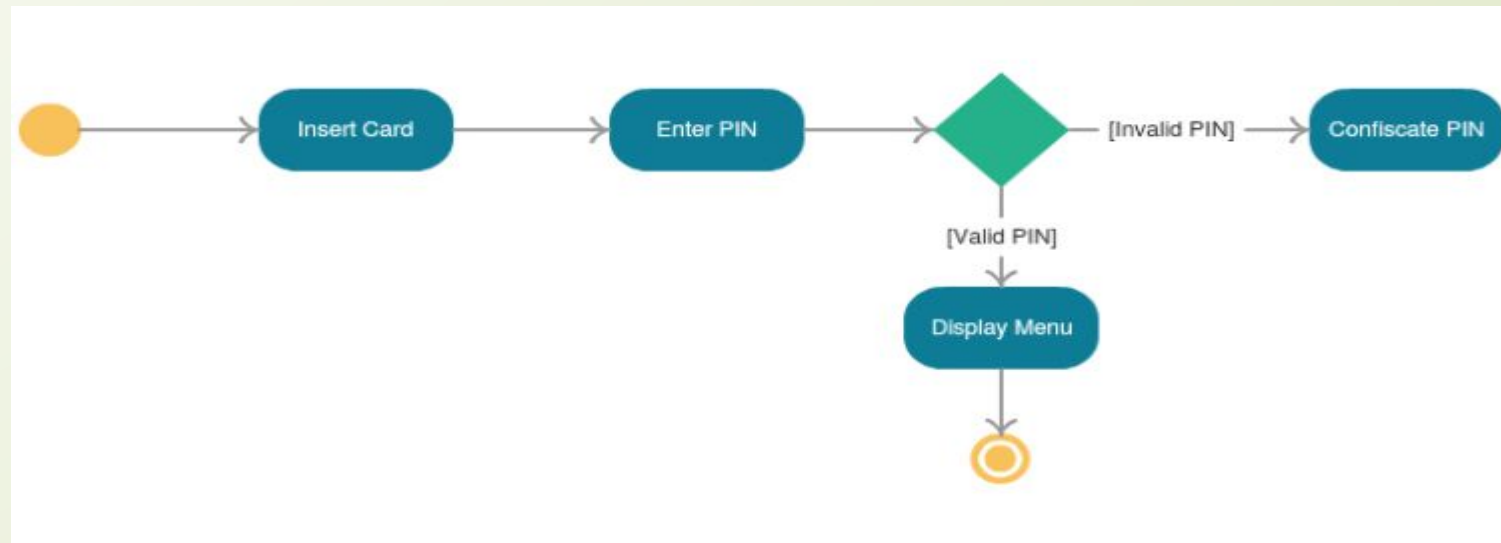 Insert Card
Enter PIN
[Invalid PIN]
Confiscate PIN
[Valid PIN]
Display Menu